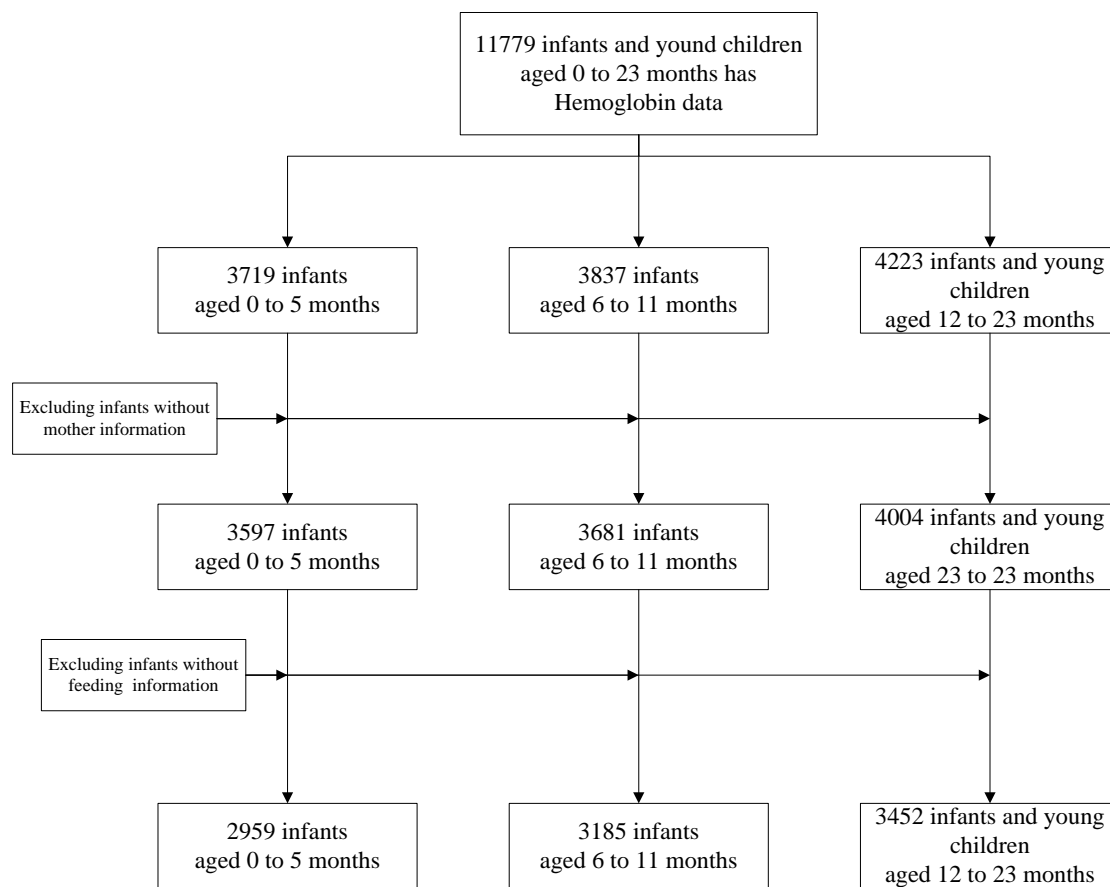 11779 infants and yound children
aged 0 to 23 months has
Hemoglobin data
3719 infants
aged 0 to 5 months
3837 infants
aged 6 to 11 months
4223 infants and young
children
aged 12 to 23 months
Excluding infants without
mother information
3597 infants
aged 0 to 5 months
3681 infants
aged 6 to 11 months
4004 infants and young
children
aged 23 to 23 months
Excluding infants without
feeding information
2959 infants
aged 0 to 5 months
3185 infants
aged 6 to 11 months
3452 infants and young
children
aged 12 to 23 months